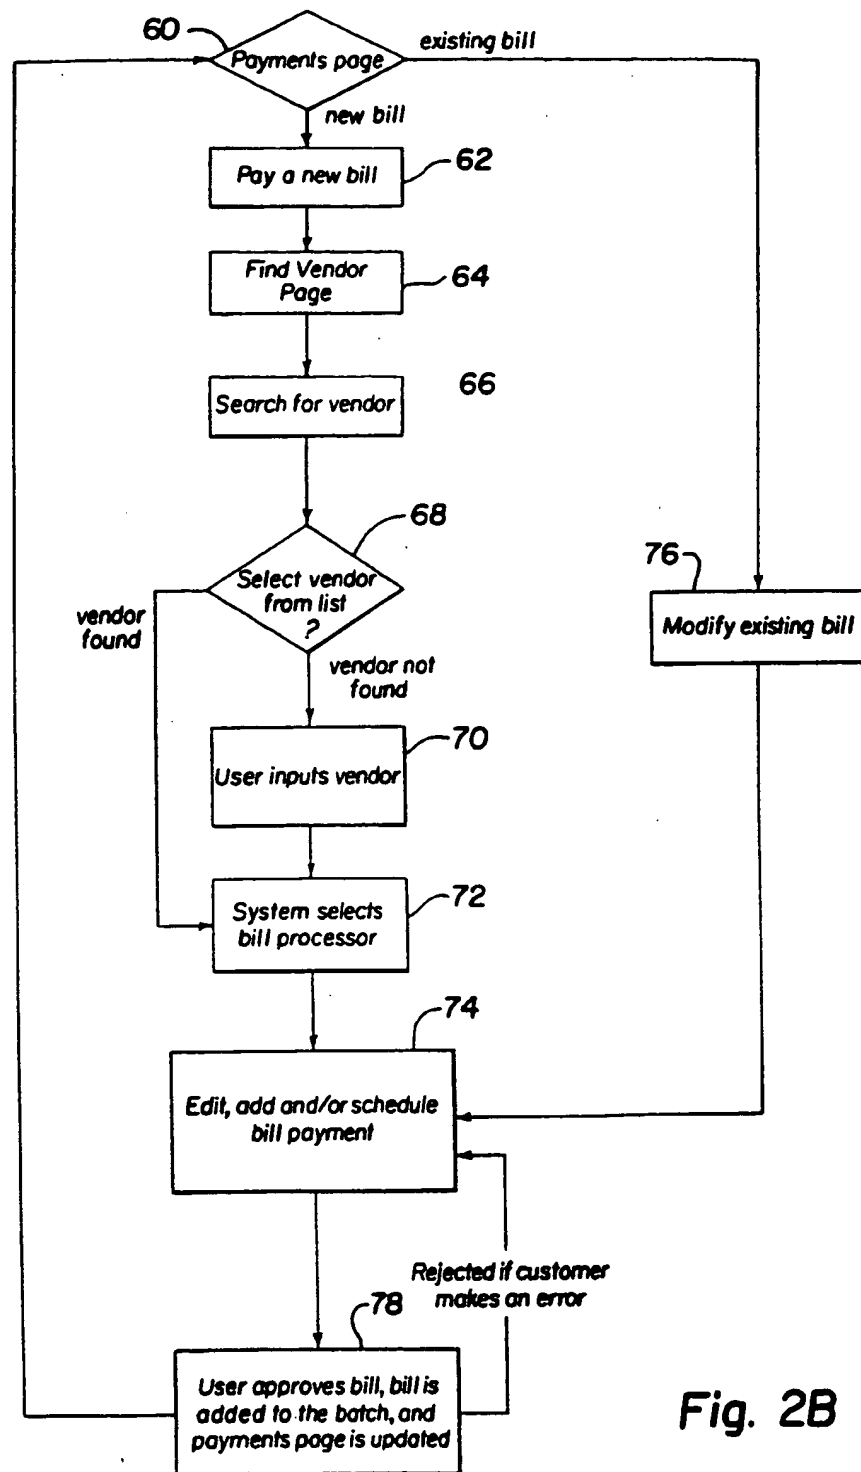 60
Payments page
existing bill
new bill
Pay a new bill
62
Find Vendor
Page
64
Search for vendor
66
68
Select vendor
from list
?
vendor
found
vendor not
found
76
Modify existing bill
70
User inputs vendor
72
System selects
bill processor
74
Edit, add and/or schedule
bill payment
Rejected if customer
makes an error
78
User approves bill, bill is
added to the batch, and
payments page is updated
Fig. 2B